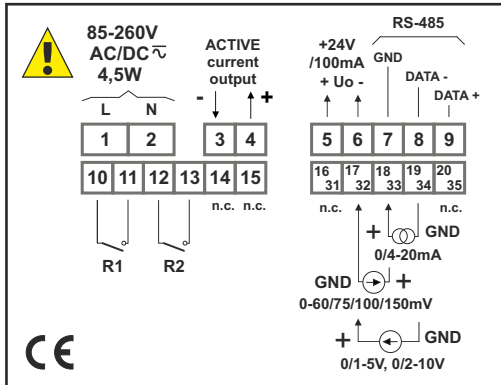 85-260V
AC/DC
4,5W
L N
ACTIVE
current
output
- +
+24V
/100mA
+ Uo -
RS-485
GND
DATA -
DATA +
1 2 3 4 5 6 7 8 9
10 11 12 13 14 15 16 31 17 32 18 33 19 34 20 35
n.c. n.c. n.c. n.c.
R1 R2
+ GND
0/4-20mA
GND +
0-60/75/100/150mV
+ GND
0/1-5V, 0/2-10V
CE